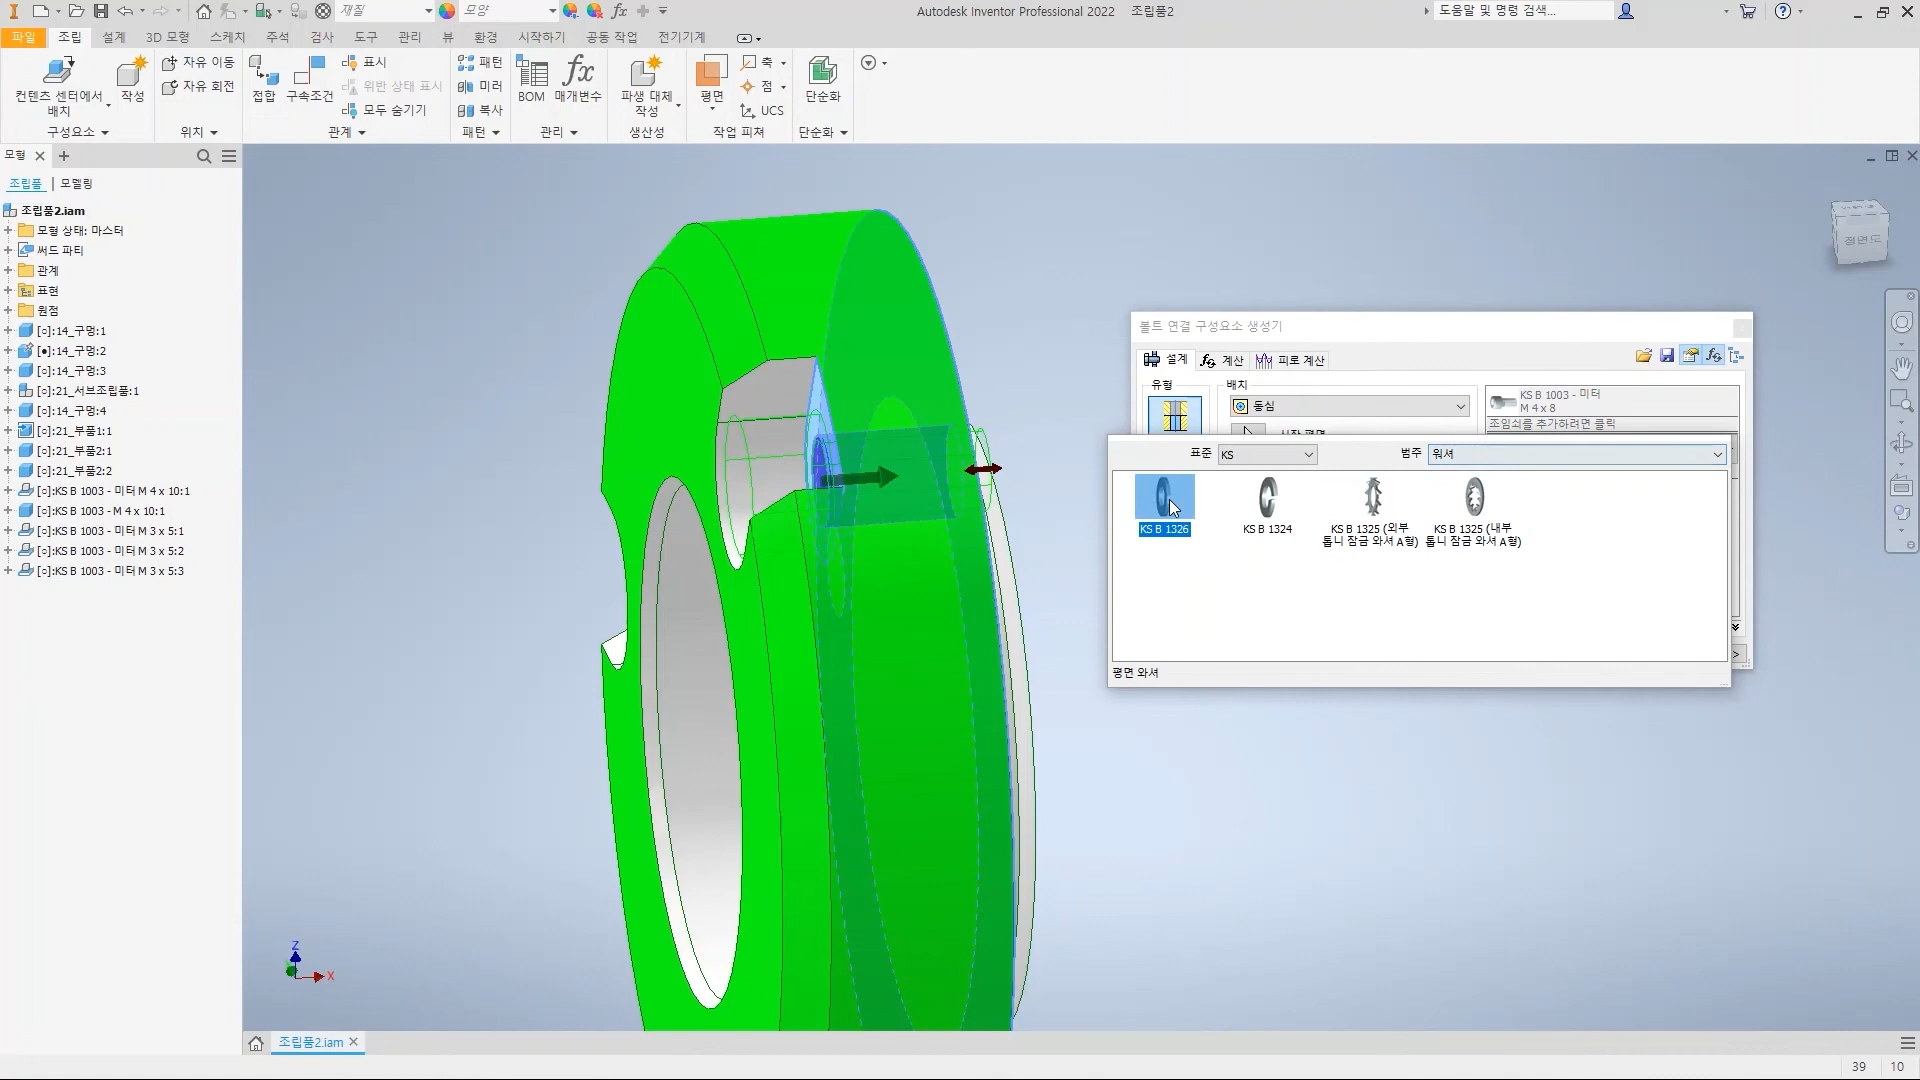 재질
모양
Autodesk Inventor Professional 2022 조립품2
도움말 및 명령 검색...
파일 조립 설계 3D 모형 스케치 주석 검사 도구 관리 뷰 환경 시작하기 공동 작업 전기기계
컨텐츠 센터에서 배치
작성
자유 이동
자유 회전
접합
구속조건
표시
위반 상태 표시
모두 숨기기
패턴
미러
복사
BOM
매개변수
파생 대체 작성
평면
축
점
UCS
단순화
구성요소
위치
관계
패턴
관리
생산성
작업 피쳐
단순화
모형
조립품 | 모델링
조립품2.iam
모형 상태: 마스터
써드 파티
관계
표현
원점
[○]:14_구멍:1
[●]:14_구멍:2
[○]:14_구멍:3
[○]:21_서브조립품:1
[○]:14_구멍:4
[○]:21_부품1:1
[○]:21_부품2:1
[○]:21_부품2:2
[○]:KS B 1003 - 미터 M 4 x 10:1
[○]:KS B 1003 - M 4 x 10:1
[○]:KS B 1003 - 미터 M 3 x 5:1
[○]:KS B 1003 - 미터 M 3 x 5:2
[○]:KS B 1003 - 미터 M 3 x 5:3
정면도
볼트 연결 구성요소 생성기
설계 계산 피로 계산
유형
배치
동심
시작 평면
KS B 1003 - 미터
M 4 x 8
조임쇠를 추가하려면 클릭
표준 KS
범주 워셔
KS B 1326
KS B 1324
KS B 1325 (외부 톱니 잠금 와셔 A형)
KS B 1325 (내부 톱니 잠금 와셔 A형)
평면 와셔
Z
X
조립품2.iam
39 10